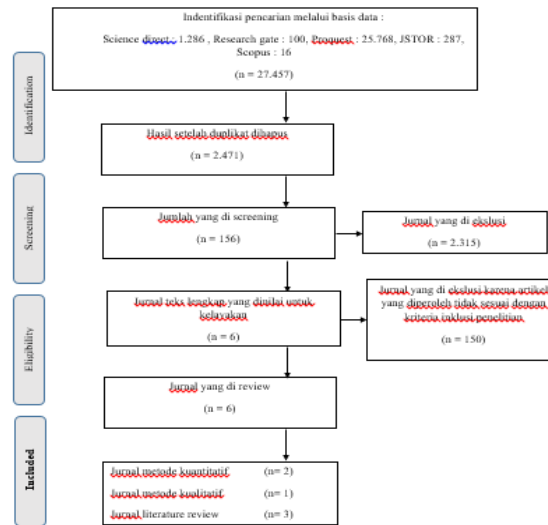 Indentifikasi pencarian melalui basis data :
Science direct : 1.286 , Research gate : 100, Proquest : 25.768, JSTOR : 287,
Scopus : 16
(n = 27.457)
Identification
Hasil setelah duplikat dihapus
(n = 2.471)
Screening
Jumlah yang di screening
(n = 156)
Jurnal yang di ekslusi
(n = 2.315)
Eligibility
Jurnal teks lengkap yang dinilai untuk
kelayakan
(n = 6)
Jurnal yang di ekslusi karena artikel
yang diperoleh tidak sesuai dengan
kriteria inklusi penelitian
(n = 150)
Jurnal yang di review
(n = 6)
Included
Jurnal metode kuantitatif (n= 2)
Jurnal metode kualitatif (n= 1)
Jurnal literature review (n= 3)